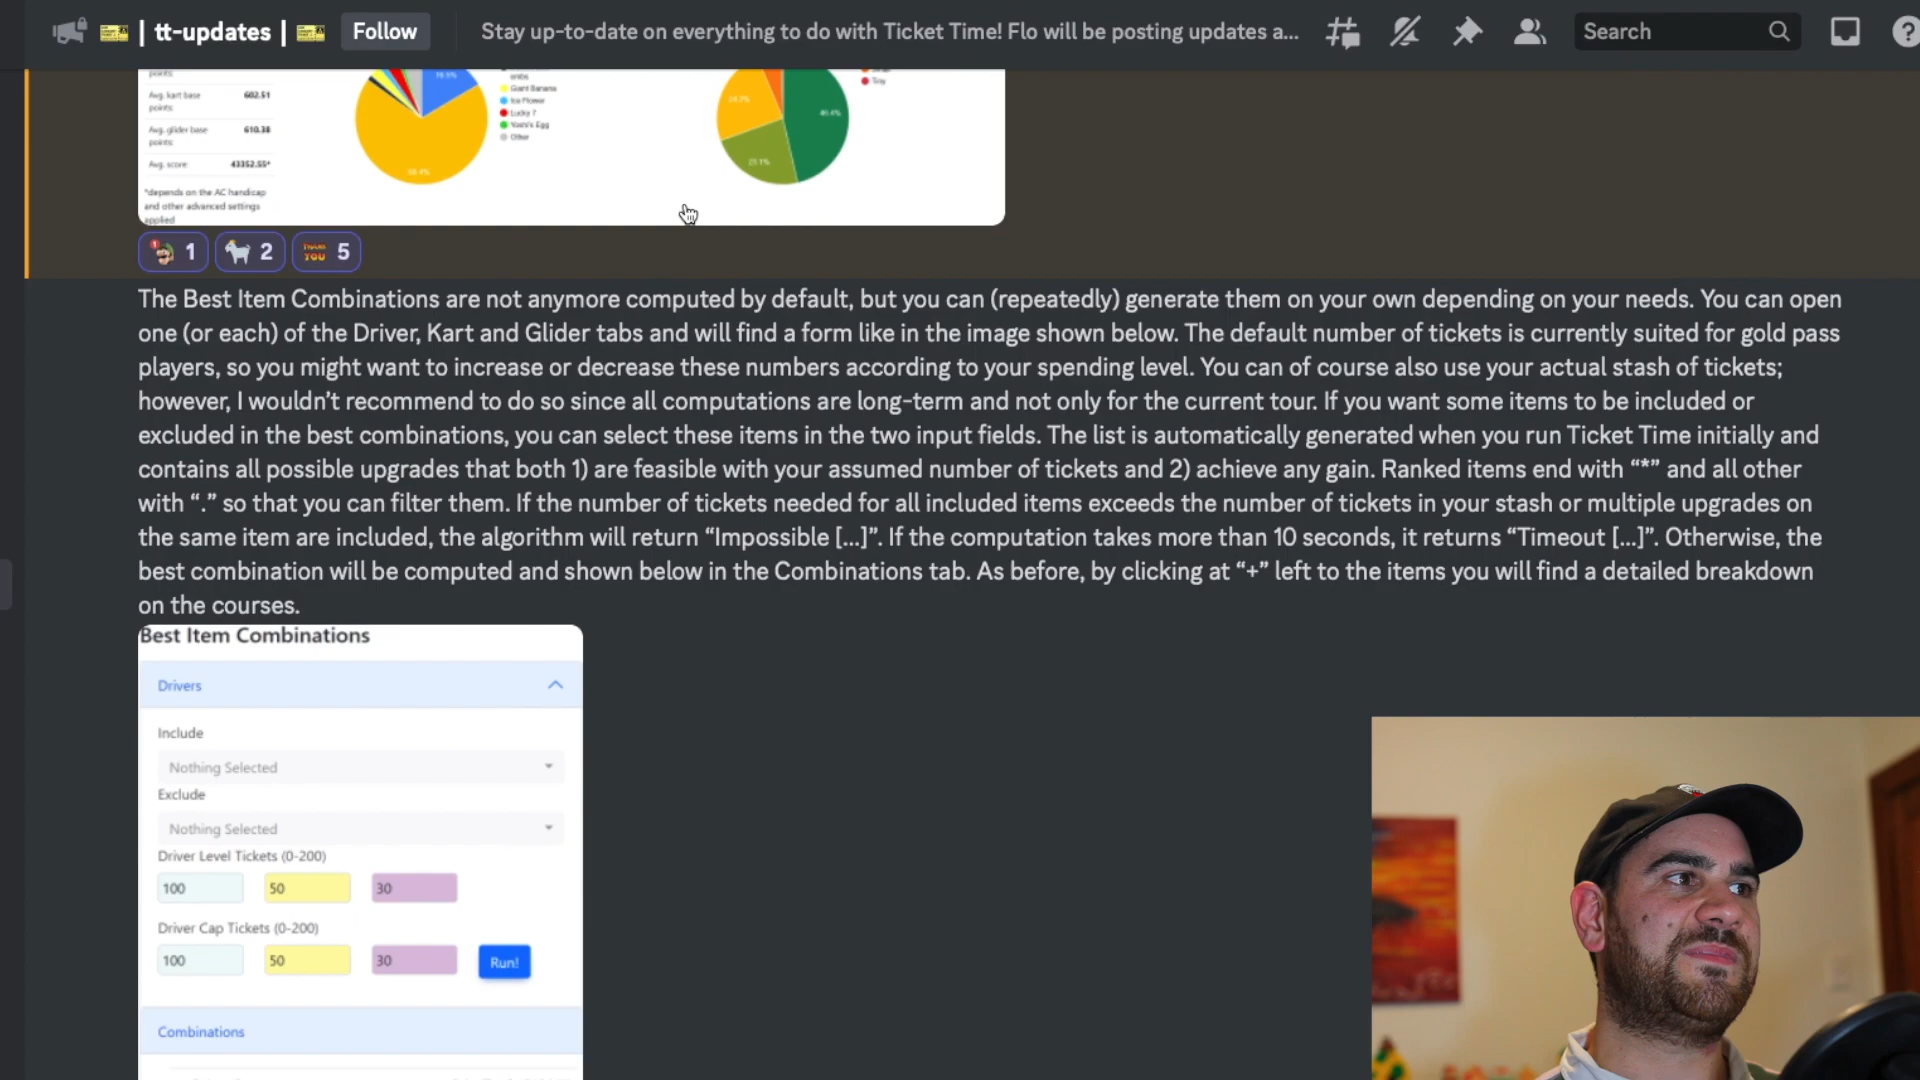 | tt-updates |
Follow
Stay up-to-date on everything to do with Ticket Time! Flo will be posting updates a...
Search
points:
Avg. kart base
points:
602.51
Avg. glider base
points:
610.38
Avg. score:
43352.55*
*depends on the AC handicap
and other advanced settings
applied
Giant Banana
Ice Flower
Lucky 7
Yoshi's Egg
Other
Tiny
1
2
THANK YOU
5
The Best Item Combinations are not anymore computed by default, but you can (repeatedly) generate them on your own depending on your needs. You can open
one (or each) of the Driver, Kart and Glider tabs and will find a form like in the image shown below. The default number of tickets is currently suited for gold pass
players, so you might want to increase or decrease these numbers according to your spending level. You can of course also use your actual stash of tickets;
however, I wouldn't recommend to do so since all computations are long-term and not only for the current tour. If you want some items to be included or
excluded in the best combinations, you can select these items in the two input fields. The list is automatically generated when you run Ticket Time initially and
contains all possible upgrades that both 1) are feasible with your assumed number of tickets and 2) achieve any gain. Ranked items end with “*” and all other
with “.” so that you can filter them. If the number of tickets needed for all included items exceeds the number of tickets in your stash or multiple upgrades on
the same item are included, the algorithm will return “Impossible [...]”. If the computation takes more than 10 seconds, it returns “Timeout [...]”. Otherwise, the
best combination will be computed and shown below in the Combinations tab. As before, by clicking at “+” left to the items you will find a detailed breakdown
on the courses.
Best Item Combinations
Drivers
Include
Nothing Selected
Exclude
Nothing Selected
Driver Level Tickets (0-200)
100
50
30
Driver Cap Tickets (0-200)
100
50
30
Run!
Combinations